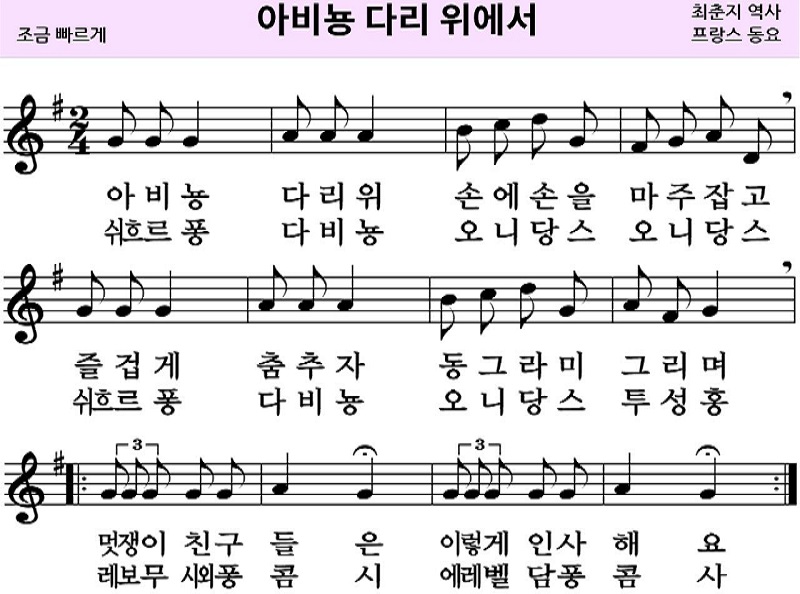 아비뇽 다리 위에서
조금 빠르게
최춘지 역사
프랑스 동요
2
4
아비뇽 다리위 손에손을 마주잡고
쉬흐르 퐁 다비뇽 오니당스 오니당스
즐겁게 춤추자 동그라미 그리며
쉬흐르 퐁 다비뇽 오니당스 투성홍
3 3
멋쟁이 친구들은 이렇게 인사해요
레보무 시외퐁 콤 시 에레벨 담퐁 콤 사